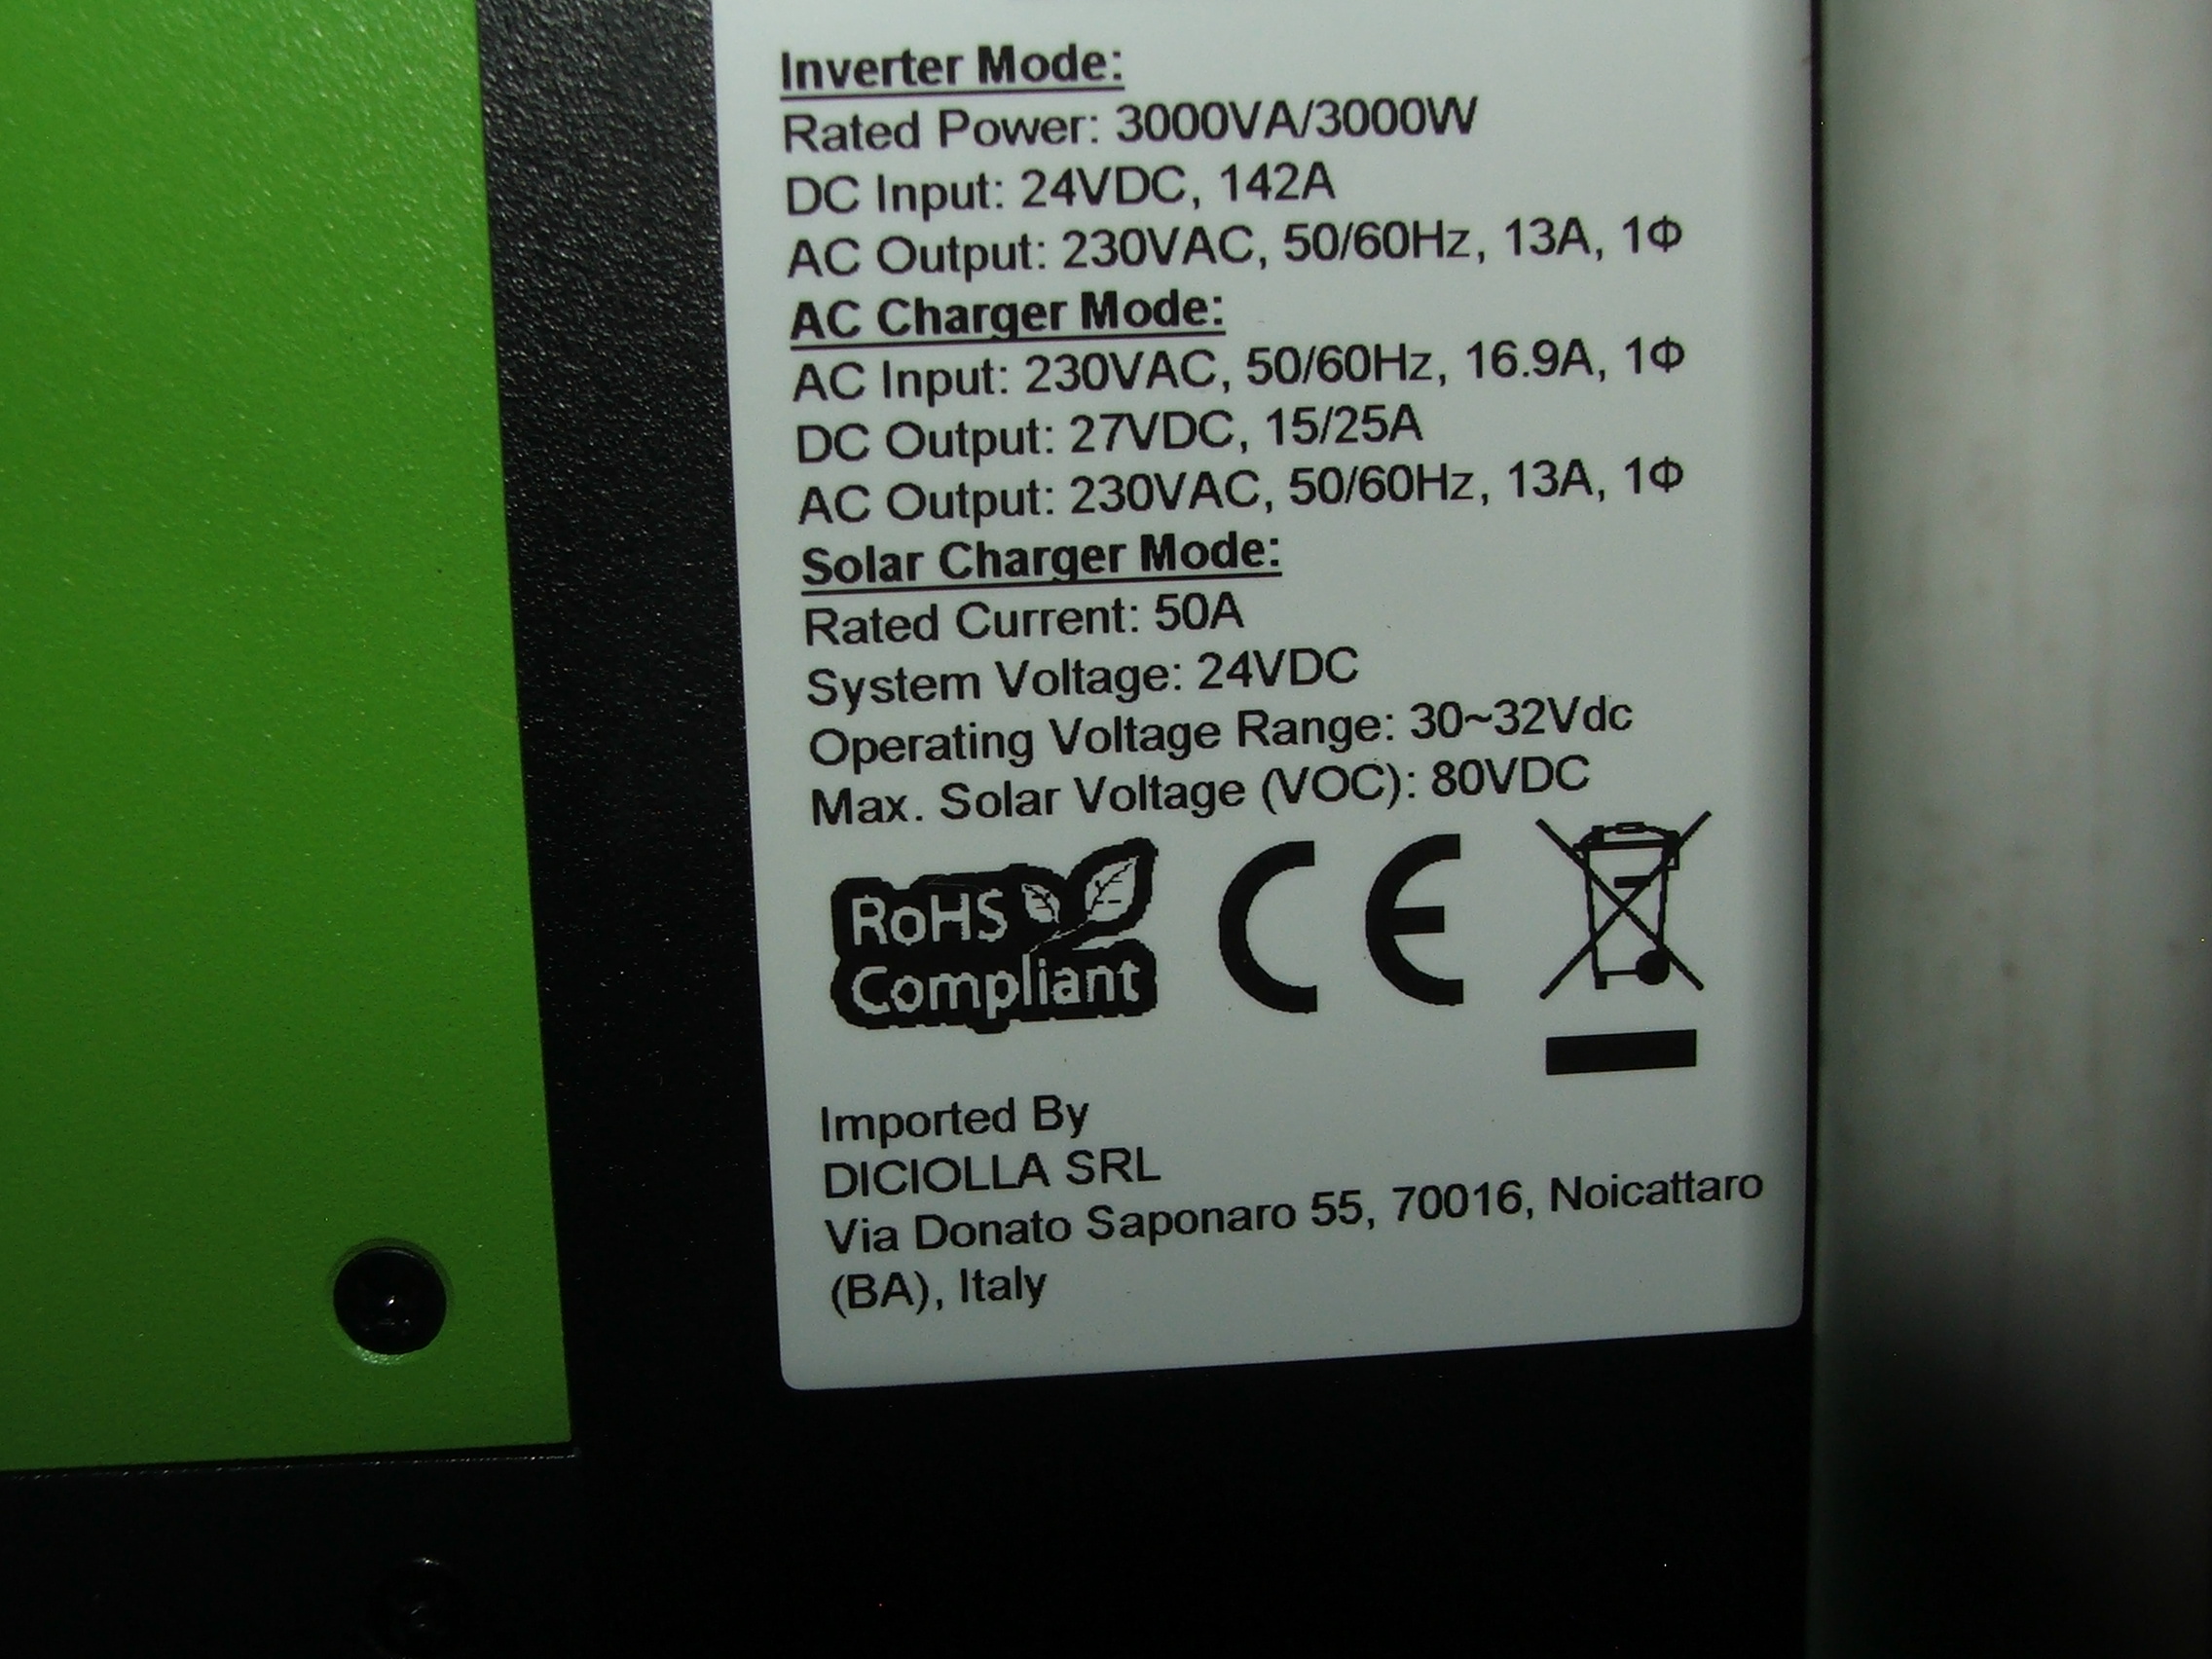 Inverter Mode:
Rated Power: 3000VA/3000W
DC Input: 24VDC, 142A
AC Output: 230VAC, 50/60Hz, 13A, 1Φ
AC Charger Mode:
AC Input: 230VAC, 50/60Hz, 16.9A, 1Φ
DC Output: 27VDC, 15/25A
AC Output: 230VAC, 50/60Hz, 13A, 1Φ
Solar Charger Mode:
Rated Current: 50A
System Voltage: 24VDC
Operating Voltage Range: 30~32Vdc
Max. Solar Voltage (VOC): 80VDC
RoHS
Compliant
CE
Imported By
DICIOLLA SRL
Via Donato Saponaro 55, 70016, Noicattaro
(BA), Italy